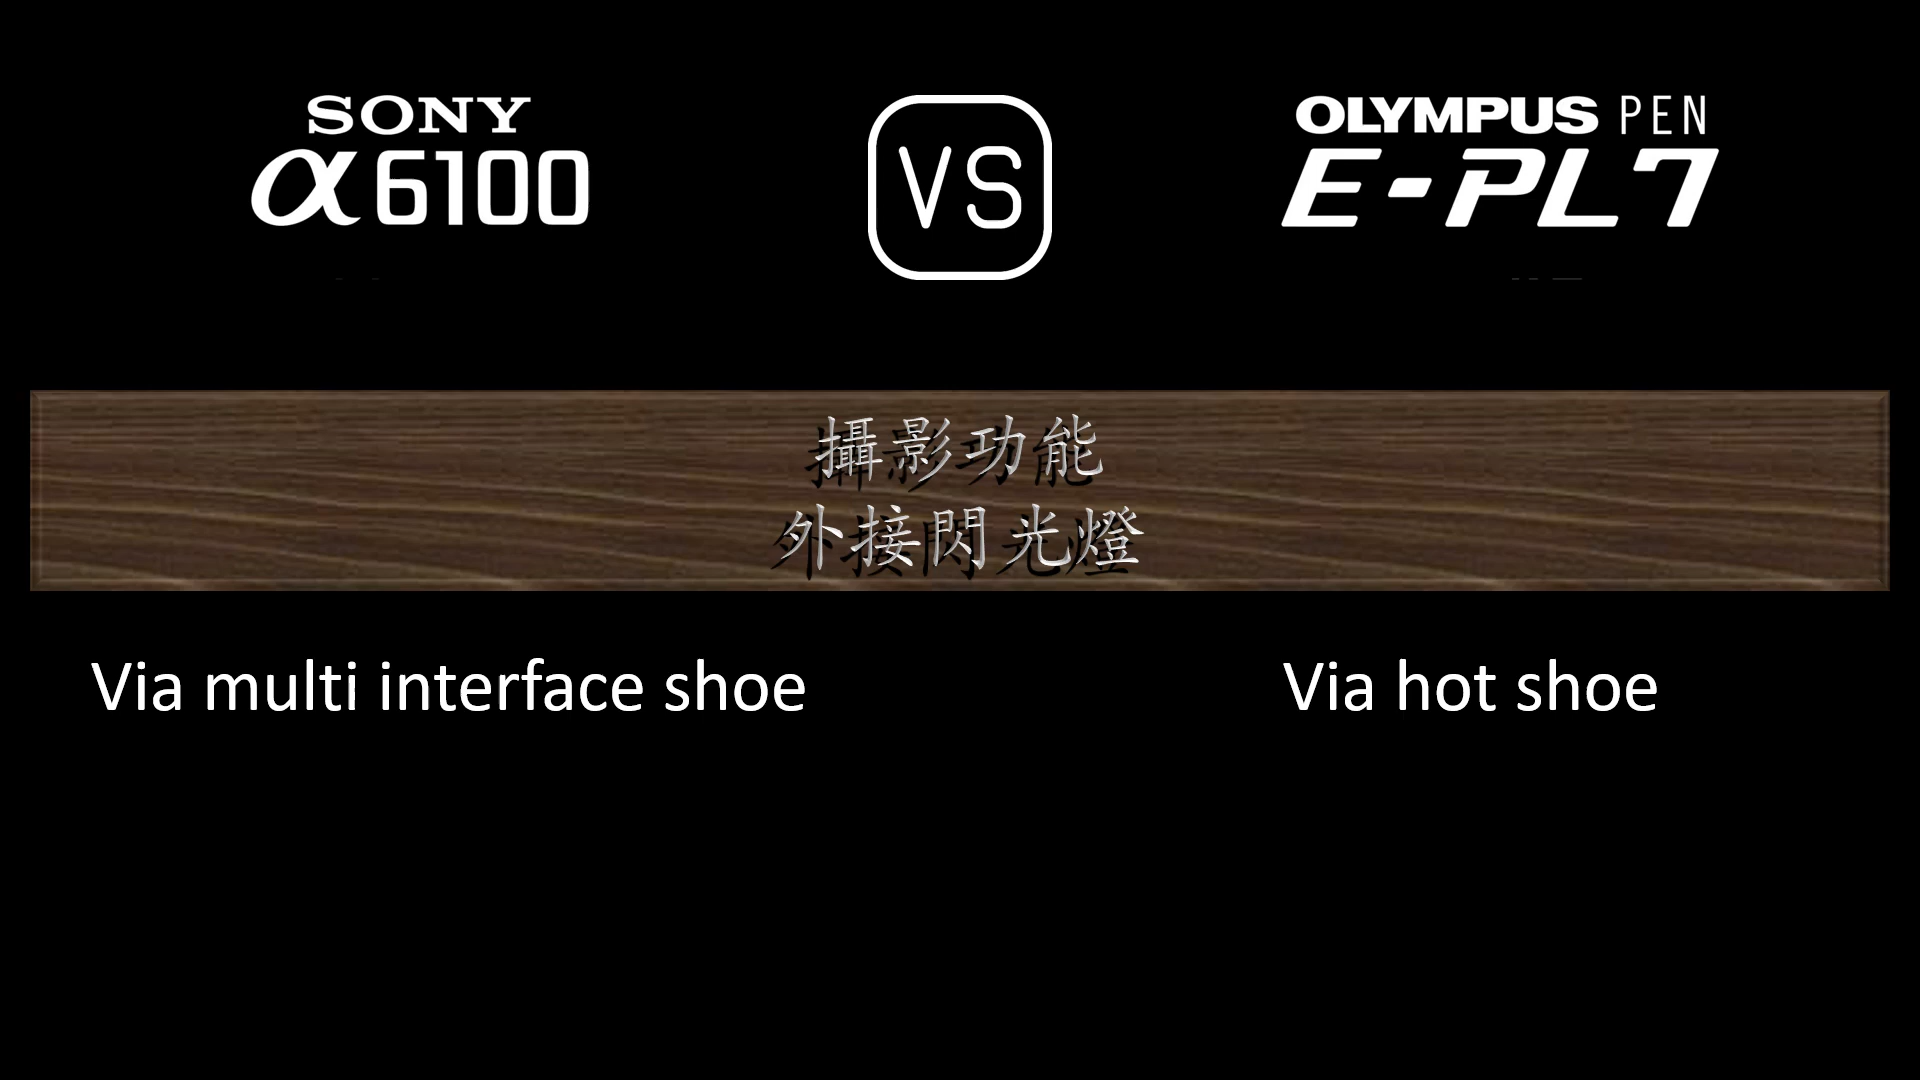 SONY
α6100
VS
OLYMPUS PEN
E-PL7
攝影功能
外接閃光燈
Via multi interface shoe
Via hot shoe